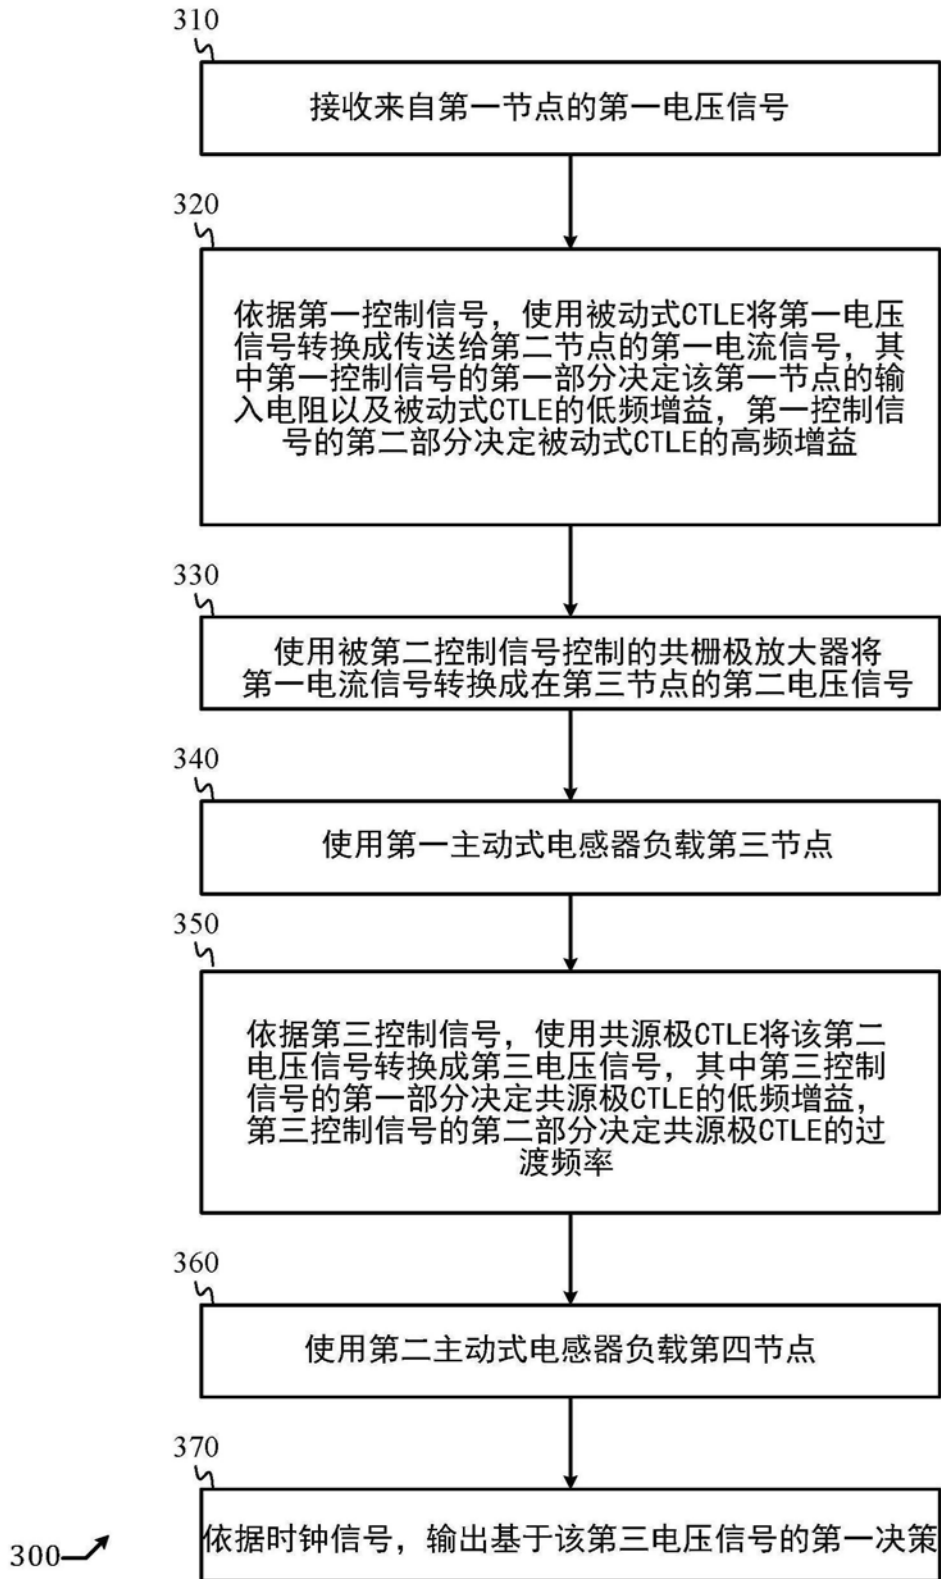 310
接收来自第一节点的第一电压信号
320
依据第一控制信号，使用被动式CTLE将第一电压
信号转换成传送给第二节点的第一电流信号，其
中第一控制信号的第一部分决定该第一节点的输
入电阻以及被动式CTLE的低频增益，第一控制信
号的第二部分决定被动式CTLE的高频增益
330
使用被第二控制信号控制的共栅极放大器将
第一电流信号转换成在第三节点的第二电压信号
340
使用第一主动式电感器负载第三节点
350
依据第三控制信号，使用共源极CTLE将该第二
电压信号转换成第三电压信号，其中第三控制
信号的第一部分决定共源极CTLE的低频增益，
第三控制信号的第二部分决定共源极CTLE的过
渡频率
360
使用第二主动式电感器负载第四节点
370
依据时钟信号，输出基于该第三电压信号的第一决策
300